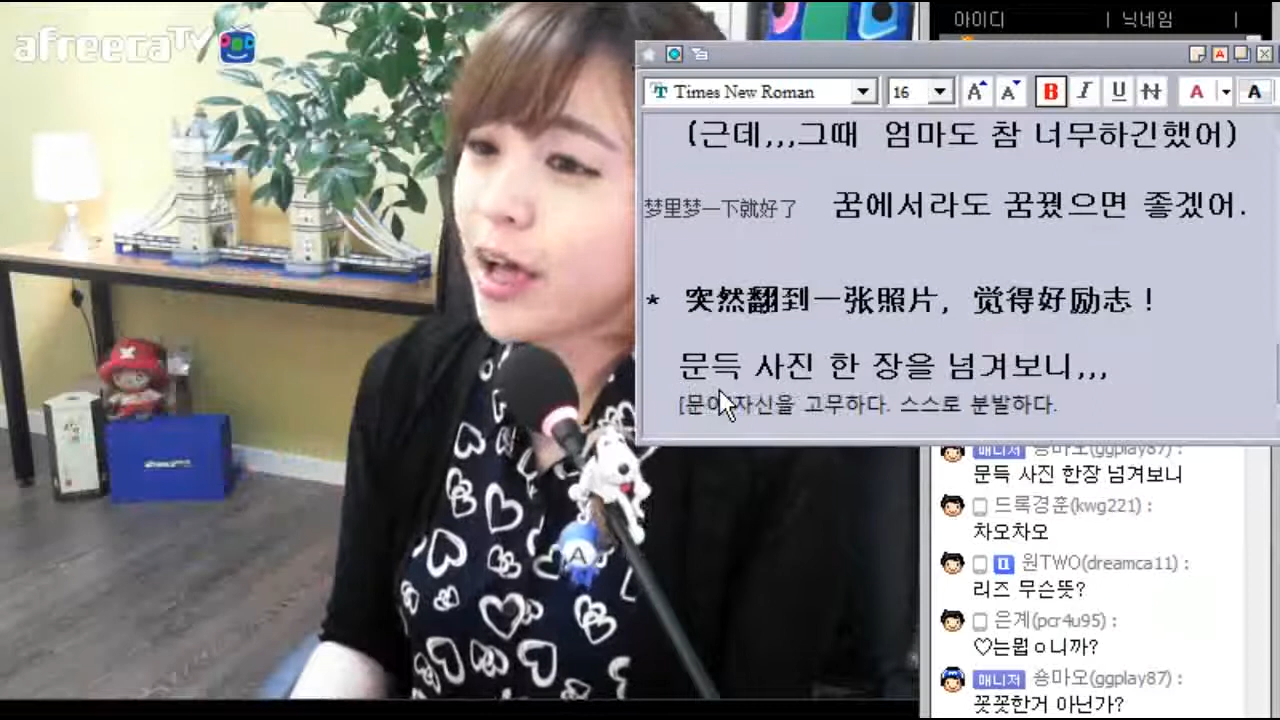 afreecaTV
아이디 | 닉네임 |
Times New Roman 16 A A B I U N A A
(근데,,,그때 엄마도 참 너무하긴했어)
梦里梦一下就好了 꿈에서라도 꿈꿨으면 좋겠어.
* 突然翻到一张照片，觉得好励志！
문득 사진 한 장을 넘겨보니,,,
자신을 고무하다. 스스로 분발하다.
매니저 숑마오(ggplay87) :
문득 사진 한장 넘겨보니
드록경훈(kwg221) :
차오차오
원TWO(dreamca11) :
리즈 무슨뜻?
은계(pcr4u95) :
♡는뭡ㅇ니까?
매니저 숑마오(ggplay87) :
꼿꼿한거 아닌가?